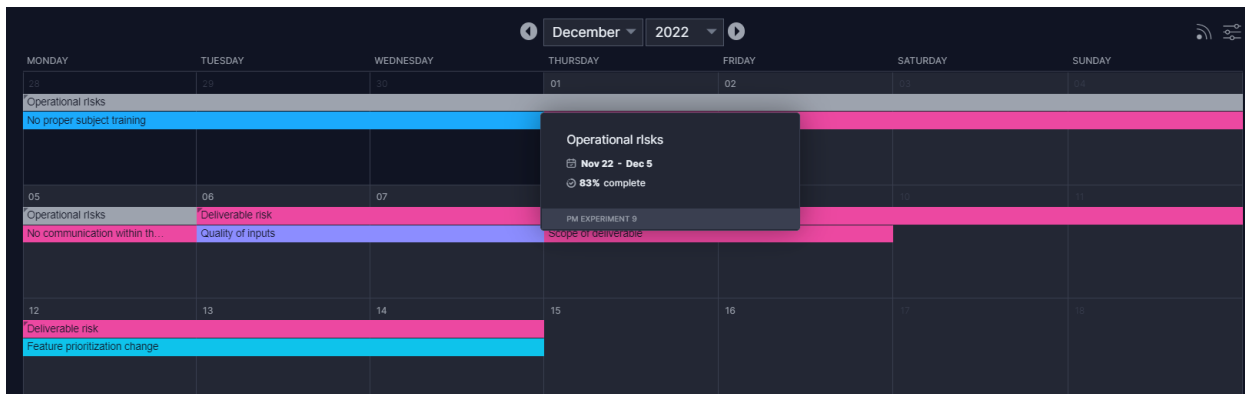 December 2022
MONDAY TUESDAY WEDNESDAY THURSDAY FRIDAY SATURDAY SUNDAY
28 29 30 01 02 03 04
Operational rIsks
No proper subject training
Operational rIsks
Nov 22 - Dec 5
83% complete
PM EXPERIMENT 9
05 06 07 10 11
Operational rIsks Deliverable risk
No communication within th... Quality of inputs Scope of deliverable
12 13 14 15 16 17 18
Deliverable risk
Feature prioritization change